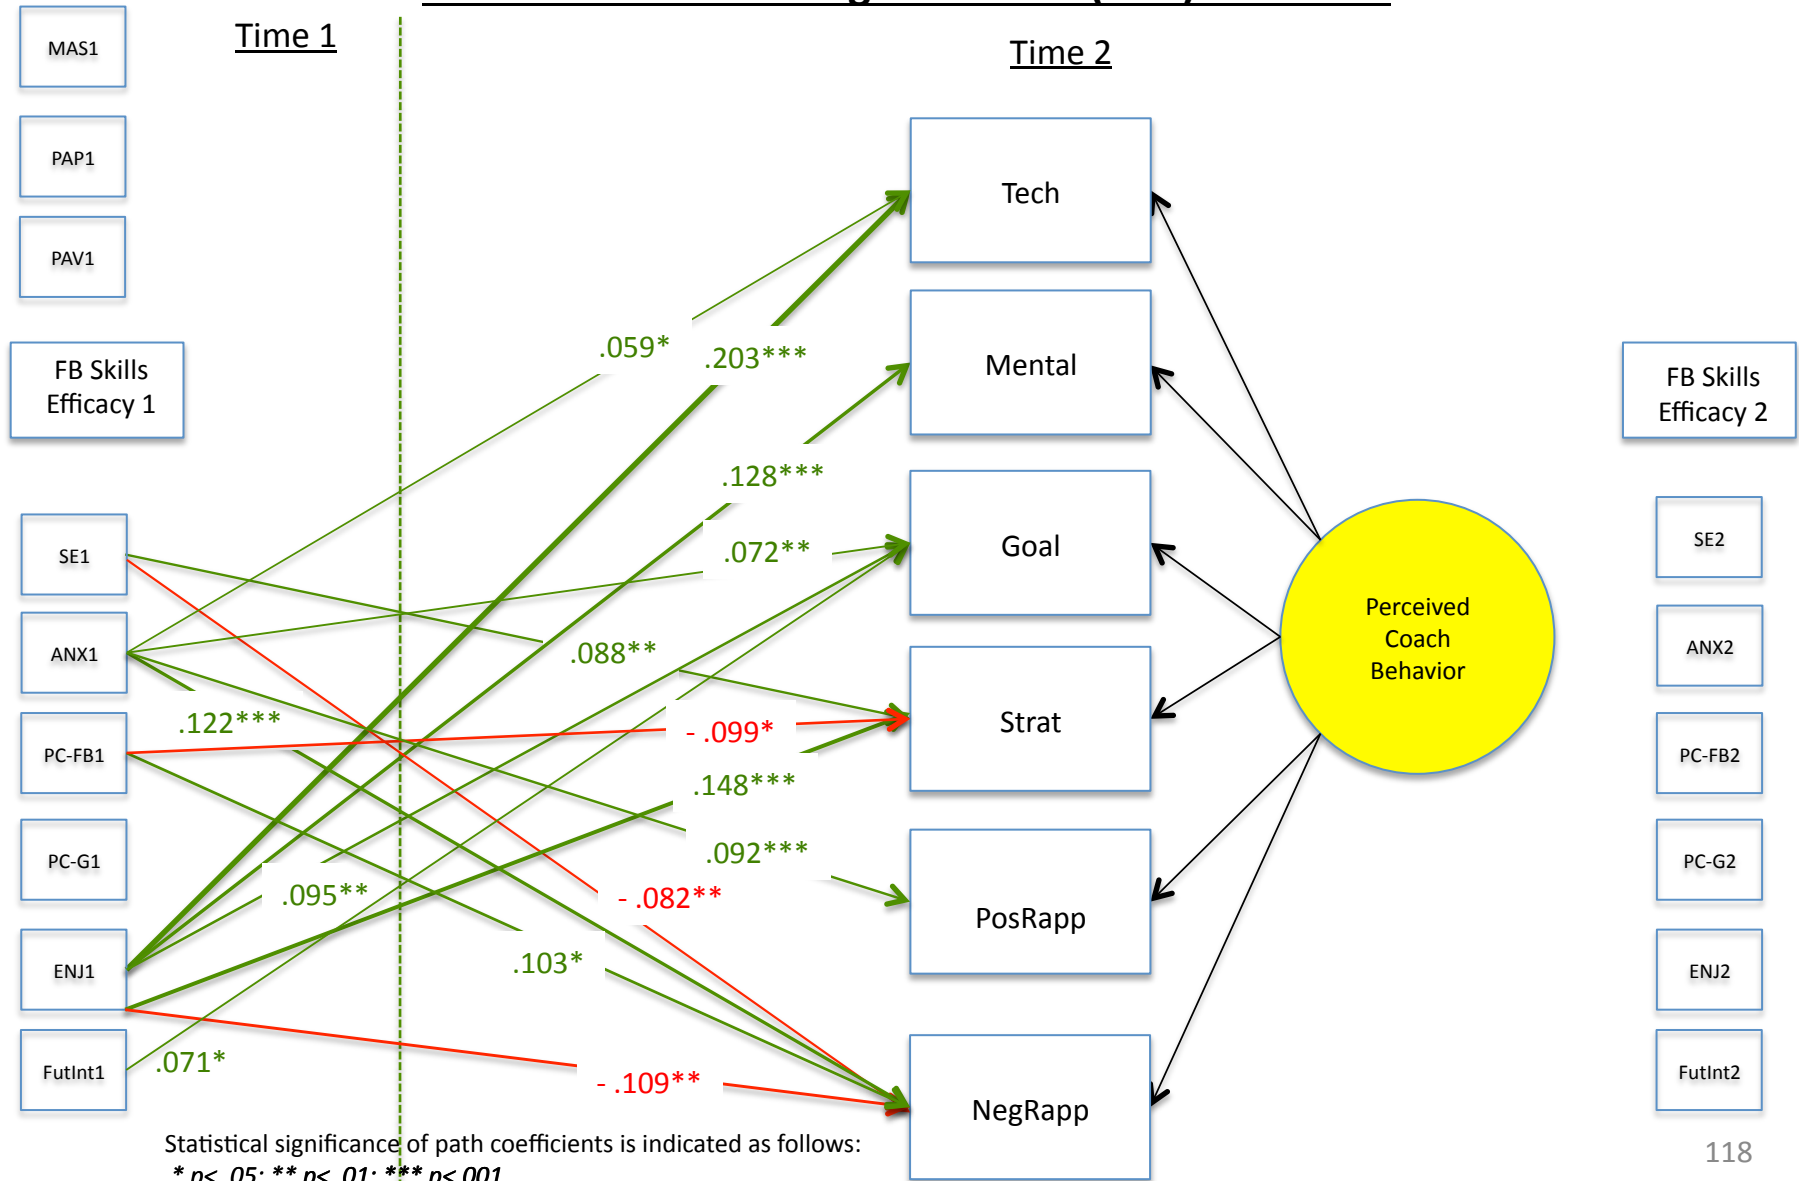 Time 1
Time 2
MAS1
PAP1
PAV1
FB Skills
Efficacy 1
SE1
ANX1
PC-FB1
PC-G1
ENJ1
FutInt1
.059*
.203***
.128***
.072**
.088**
.122***
- .099*
.148***
.092***
.095**
- .082**
.103*
.071*
- .109**
Tech
Mental
Goal
Strat
PosRapp
NegRapp
Perceived
Coach
Behavior
FB Skills
Efficacy 2
SE2
ANX2
PC-FB2
PC-G2
ENJ2
FutInt2
Statistical significance of path coefficients is indicated as follows:
* p< .05; ** p< .01; *** p<.001
118